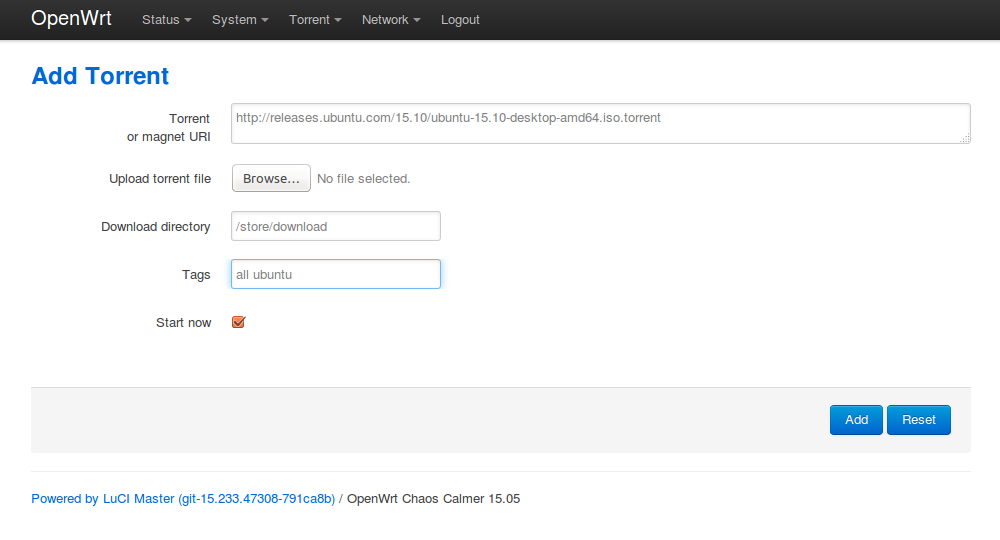 OpenWrt Status System Torrent Network Logout
Add Torrent
Torrent
or magnet URI
http://releases.ubuntu.com/15.10/ubuntu-15.10-desktop-amd64.iso.torrent
Upload torrent file Browse... No file selected.
Download directory /store/download
Tags all ubuntu
Start now
Add Reset
Powered by LuCI Master (git-15.233.47308-791ca8b) / OpenWrt Chaos Calmer 15.05